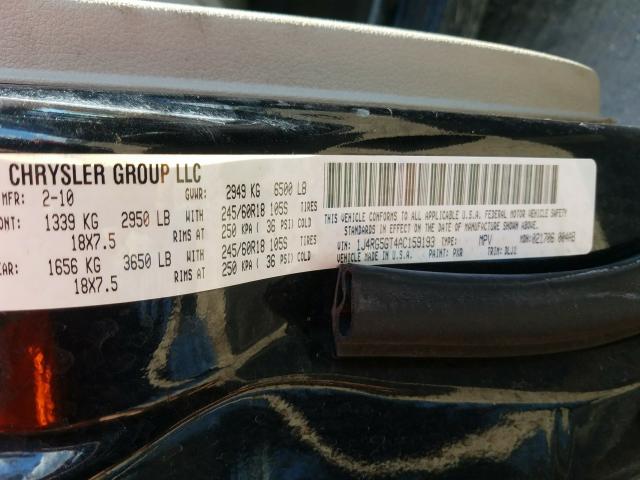 CHRYSLER GROUP LLC
MFR: 2-10 GVWR: 2949 KG 6500 LB
ONT: 1339 KG 2950 LB WITH 245/60R18 105S TIRES
18X7.5 RIMS AT 250 KPA ( 36 PSI) COLD
EAR: 1656 KG 3650 LB WITH 245/60R18 105S TIRES
18X7.5 RIMS AT 250 KPA ( 36 PSI) COLD
THIS VEHICLE CONFORMS TO ALL APPLICABLE U.S.A. FEDERAL MOTOR VEHICLE SAFETY
STANDARDS IN EFFECT ON THE DATE OF MANUFACTURE SHOWN ABOVE.
VIN: 1J4RG5GT4AC159193 TYPE: MPV MDH: 021706
VEHICLE MADE IN U.S.A. PAINT: PXR TRIM: DLJ1